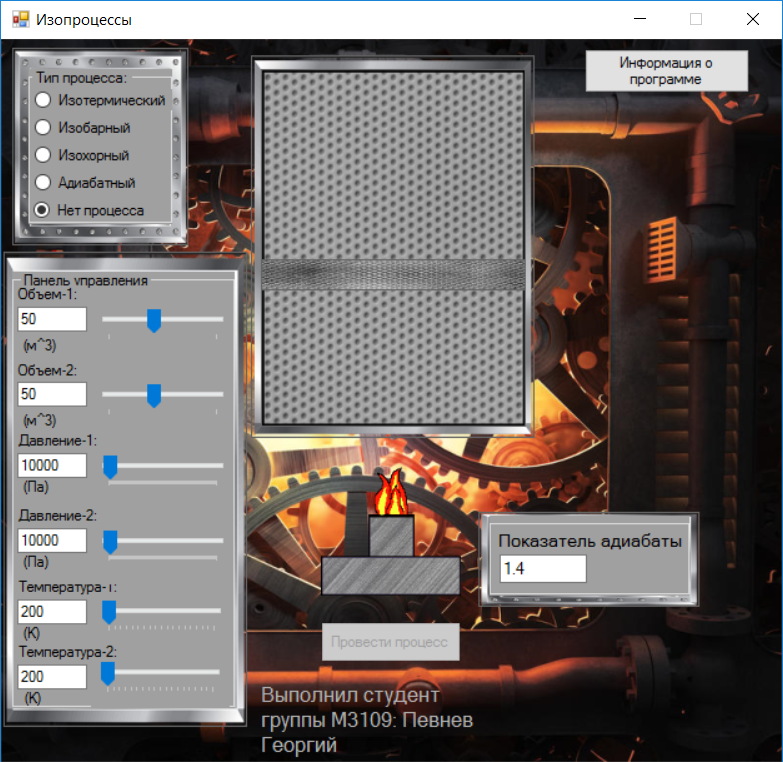 Изопроцессы
Информация о
программе
Тип процесса:
Изотермический
Изобарный
Изохорный
Адиабатный
Нет процесса
Панель управления
Объем-1:
50
(м^3)
Объем-2:
50
(м^3)
Давление-1:
10000
(Па)
Давление-2:
10000
(Па)
Температура-1:
200
(К)
Температура-2:
200
(К)
Показатель адиабаты
1.4
Провести процесс
Выполнил студент
группы М3109: Певнев
Георгий